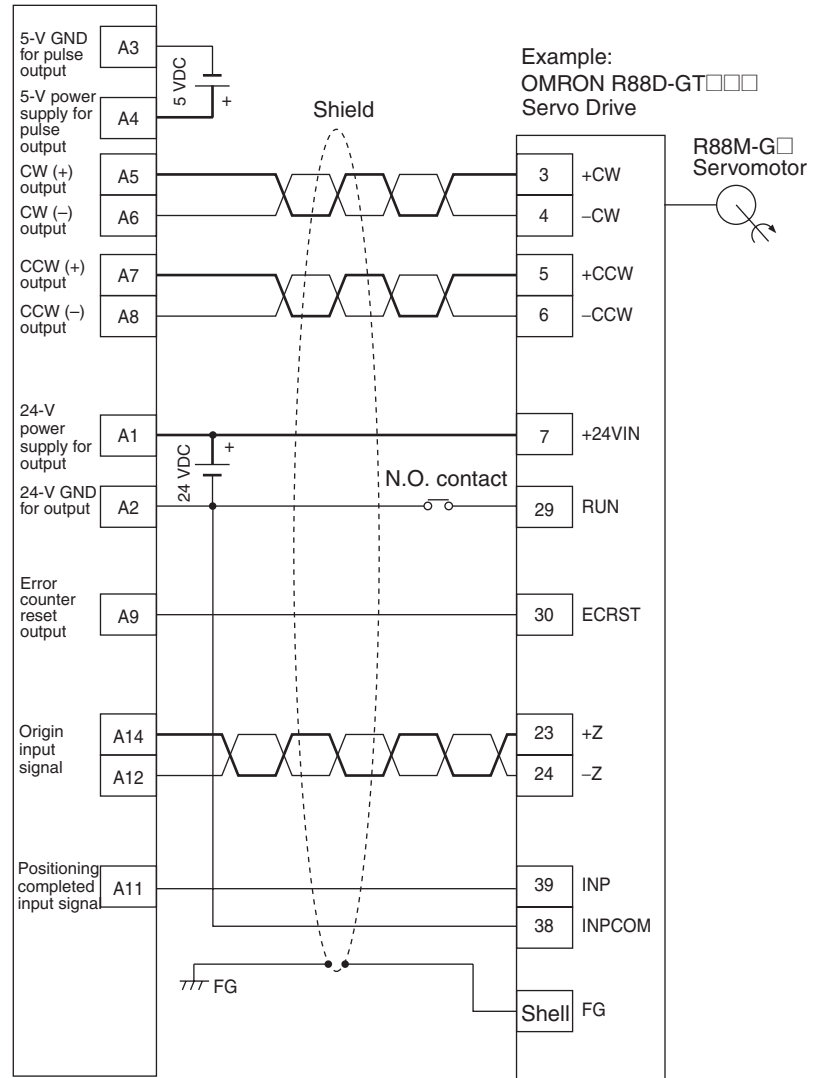 5-V GND
for pulse
output
A3
5 VDC
+
5-V power
supply for
pulse
output
A4
CW (+)
output
A5
CW (–)
output
A6
CCW (+)
output
A7
CCW (–)
output
A8
24-V
power
supply for
output
A1
24 VDC
+
24-V GND
for output
A2
Error
counter
reset
output
A9
Origin
input
signal
A14
A12
Positioning
completed
input signal
A11
Shield
N.O. contact
FG
Example:
OMRON R88D-GT□□□
Servo Drive
R88M-G□
Servomotor
3 +CW
4 –CW
5 +CCW
6 –CCW
7 +24VIN
29 RUN
30 ECRST
23 +Z
24 –Z
39 INP
38 INPCOM
Shell FG